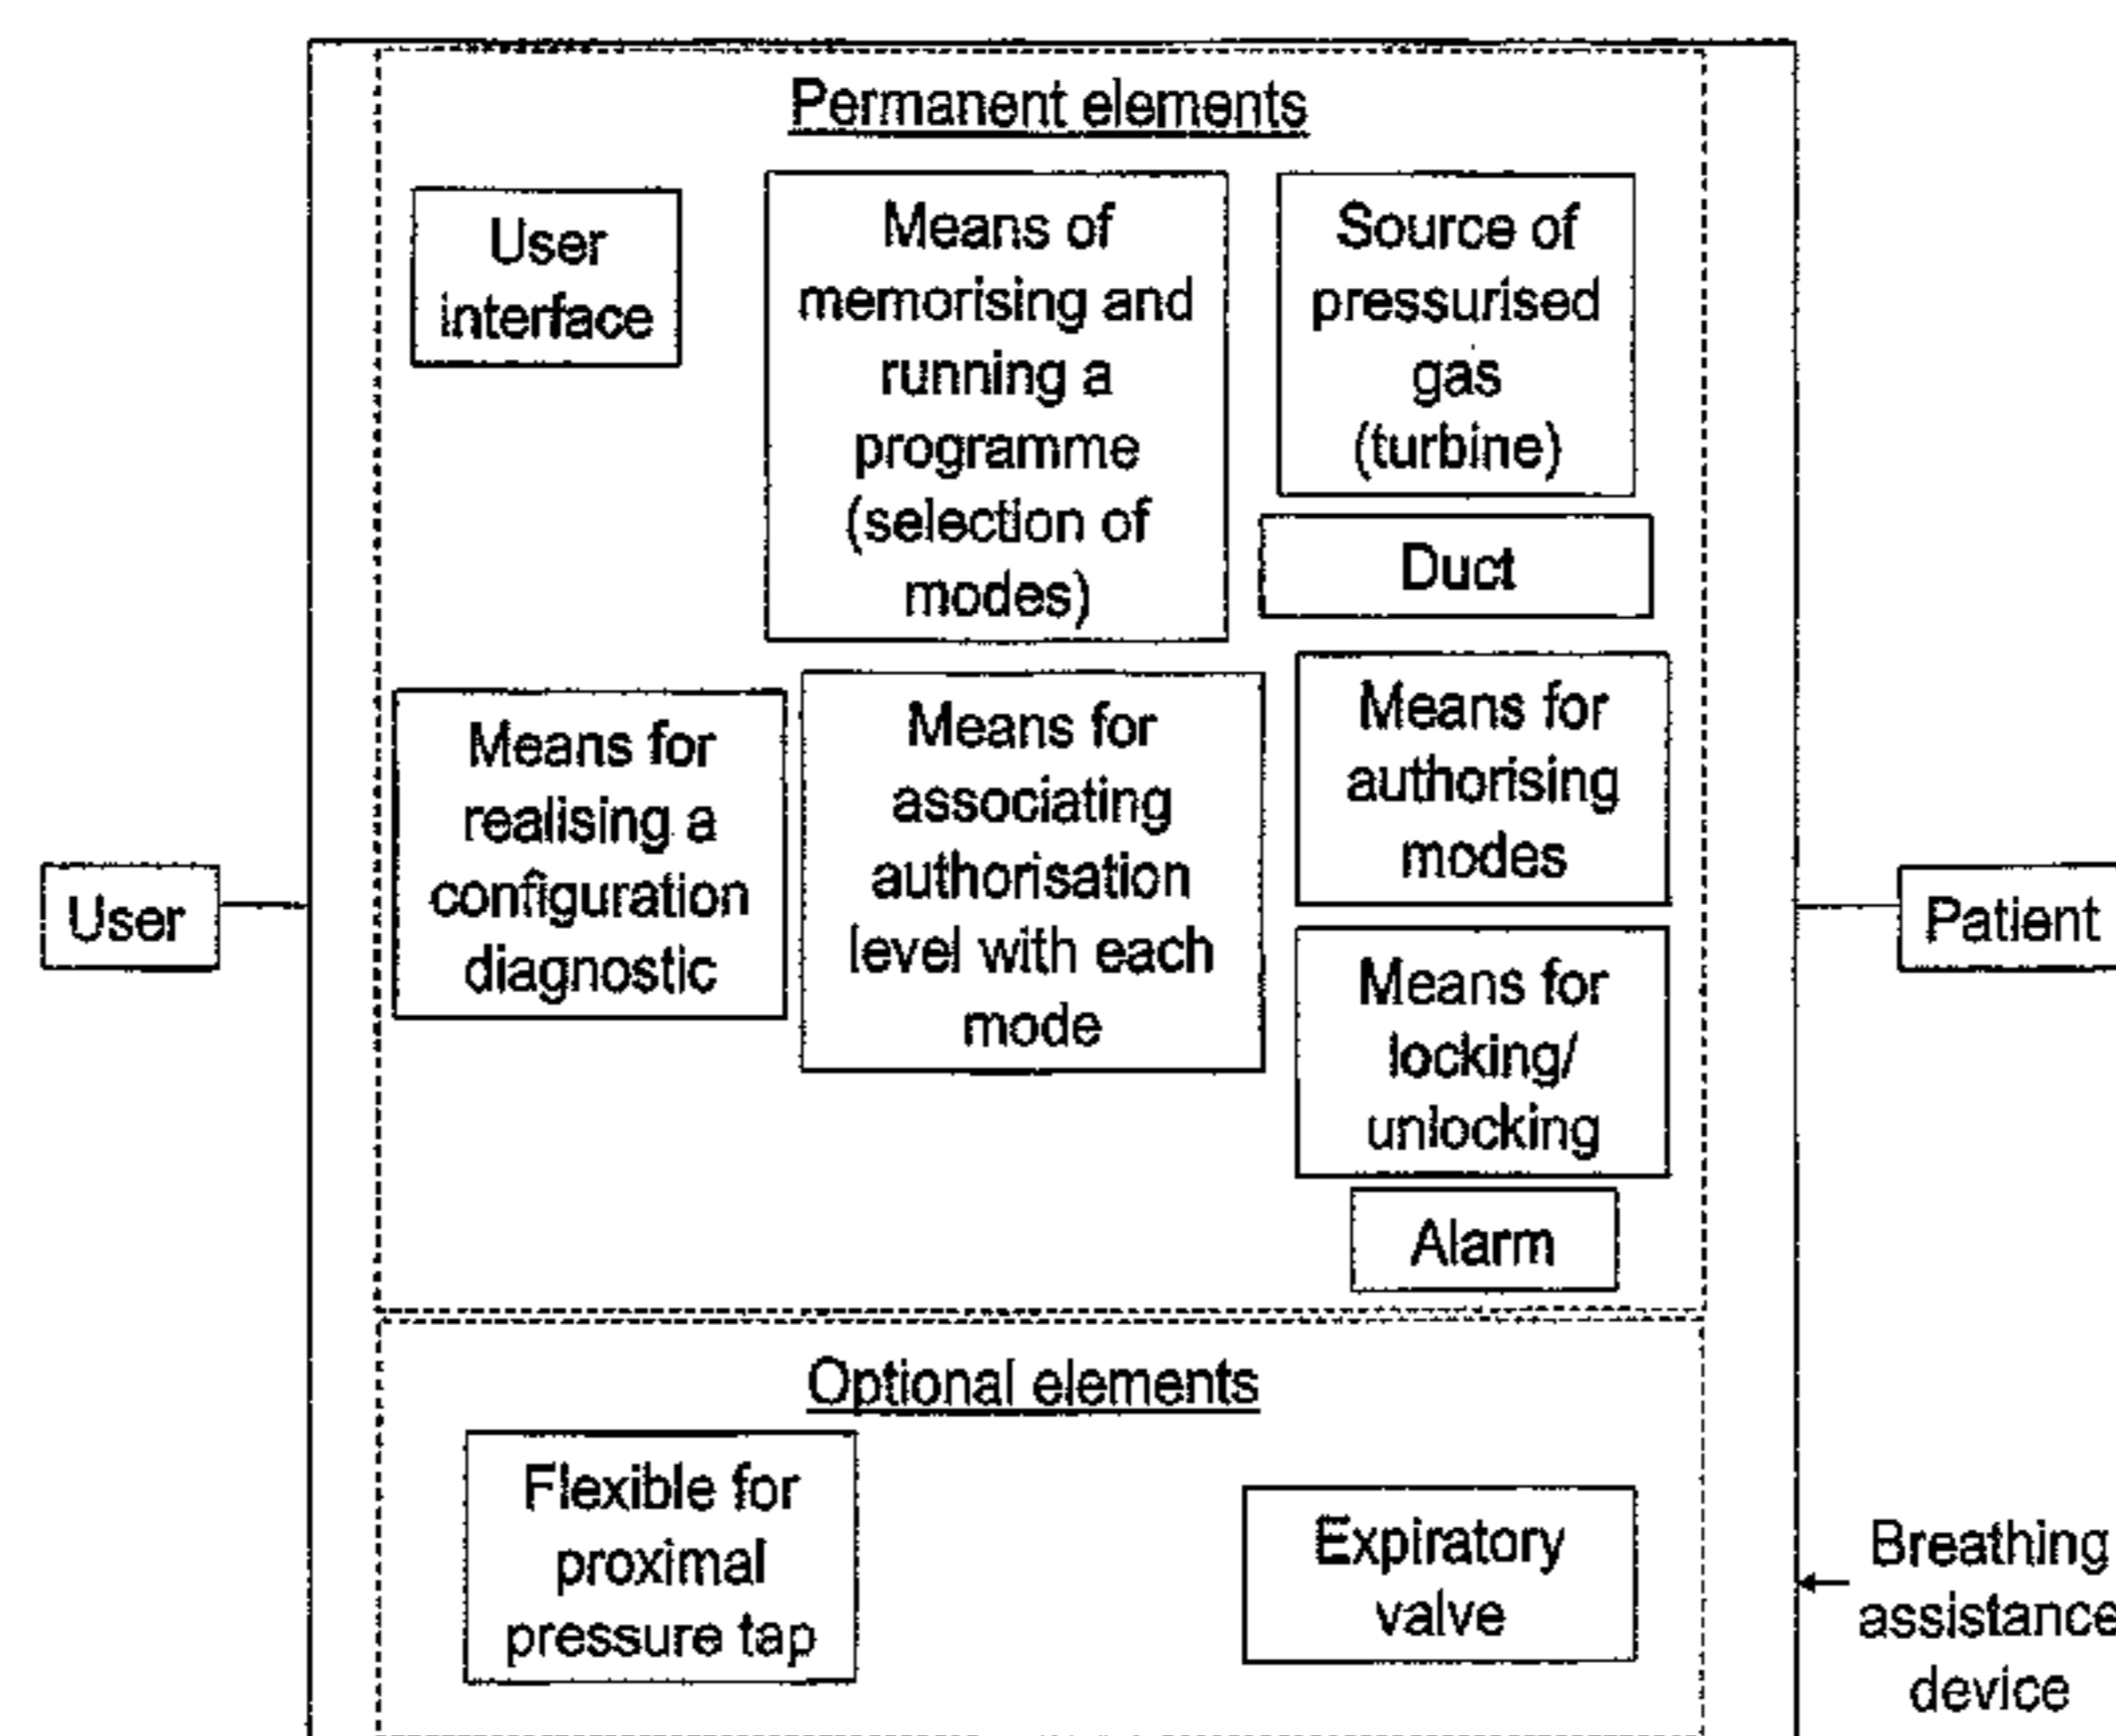 Permanent elements
User
interface
Means of
memorising and
running a
programme
(selection of
modes)
Source of
pressurised
gas
(turbine)
Duct
Means for
realising a
configuration
diagnostic
Means for
associating
authorisation
level with each
mode
Means for
authorising
modes
Means for
locking/
unlocking
Alarm
User
Patient
Optional elements
Flexible for
proximal
pressure tap
Expiratory
valve
Breathing
assistance
device